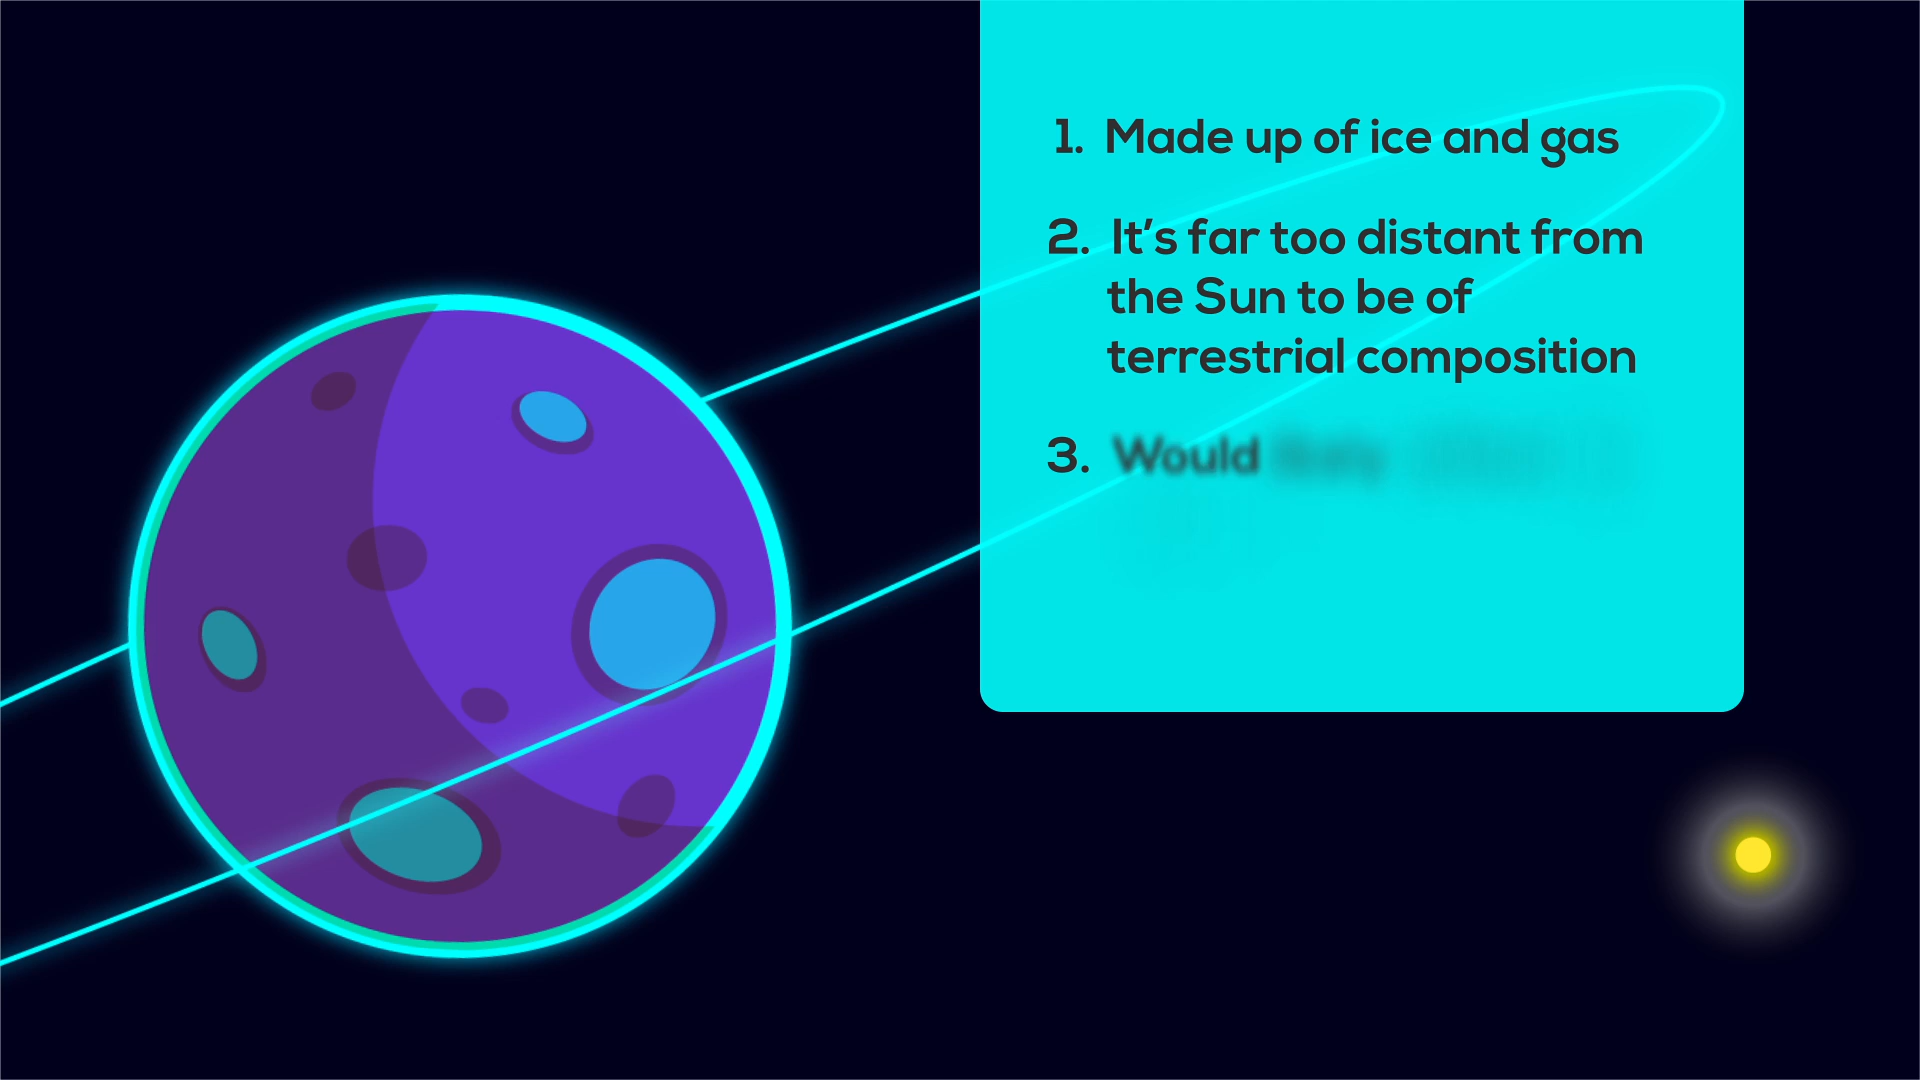 1. Made up of ice and gas
2. It’s far too distant from
the Sun to be of
terrestrial composition
3. Would